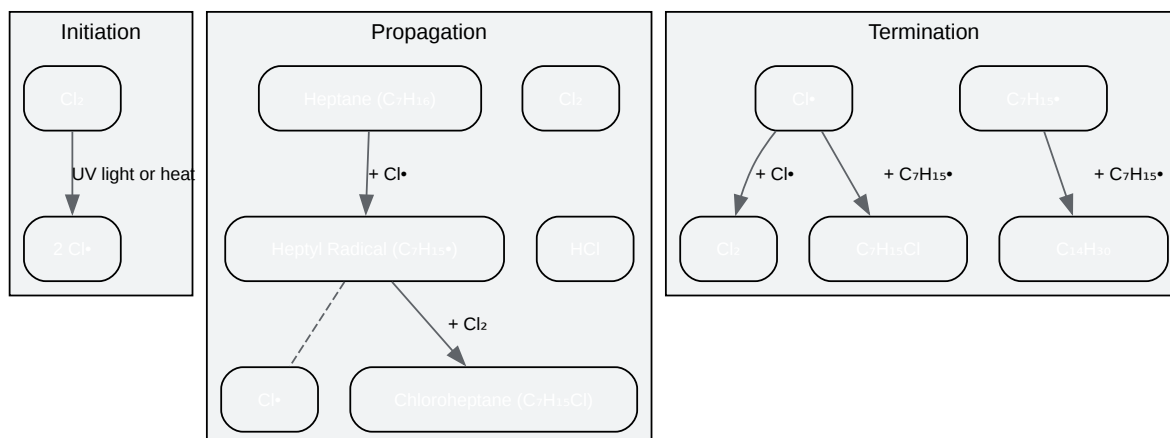 Initiation
Cl₂
UV light or heat
2 Cl•
Propagation
Heptane (C₇H₁₆)
Cl₂
+ Cl•
Heptyl Radical (C₇H₁₅•)
HCl
+ Cl₂
Cl•
Chloroheptane (C₇H₁₅Cl)
Termination
Cl•
C₇H₁₅•
+ Cl•
+ C₇H₁₅•
+ C₇H₁₅•
Cl₂
C₇H₁₅Cl
C₁₄H₃₀